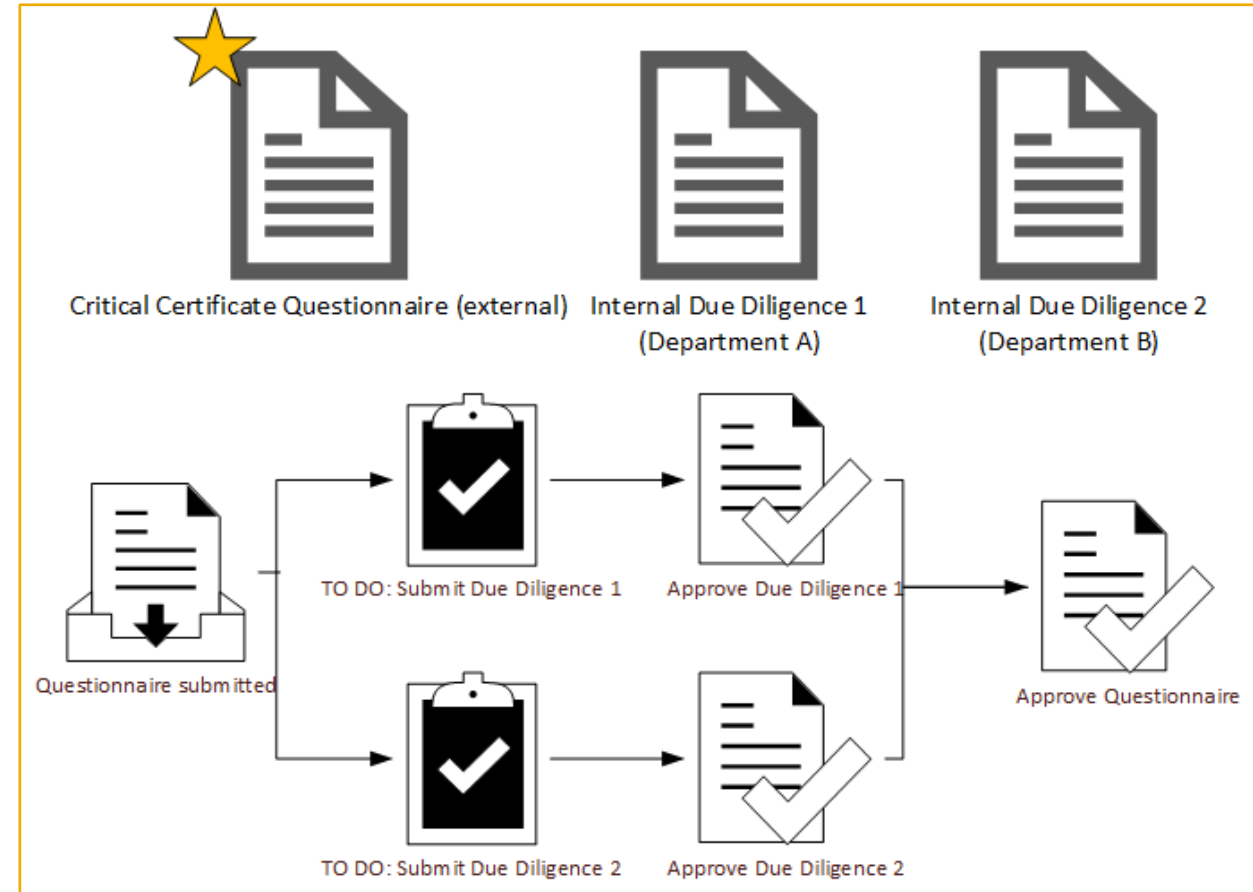 Critical Certificate Questionnaire (external)
Internal Due Diligence 1
(Department A)
Internal Due Diligence 2
(Department B)
TO DO: Submit Due Diligence 1
Approve Due Diligence 1
Questionnaire submitted
Approve Questionnaire
TO DO: Submit Due Diligence 2
Approve Due Diligence 2